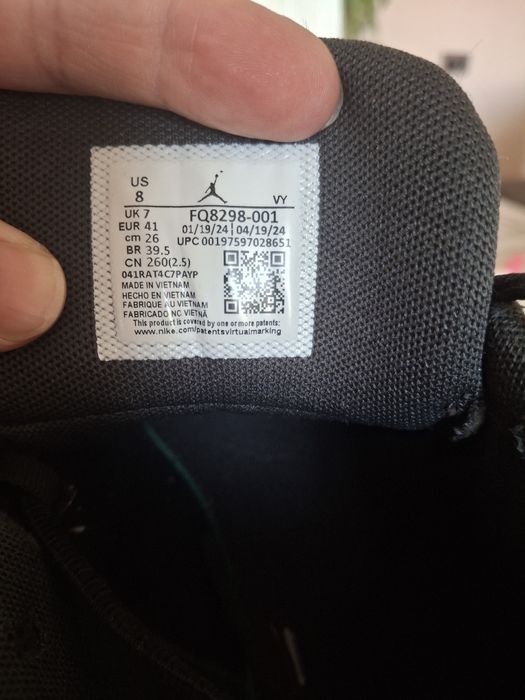 US
8
VY
UK 7 FQ8298-001
EUR 41 01/19/24 04/19/24
cm 26 UPC 00197597028651
BR 39.5
CN 260(2.5)
041RAT4C7PAYP
MADE IN VIETNAM
HECHO EN VIETNAM
FABRIQUE AU VIETNAM
FABRICADO NC VIETNÃ
This product is covered by one or more patents:
www.nike.com/patentsvirtualmarking